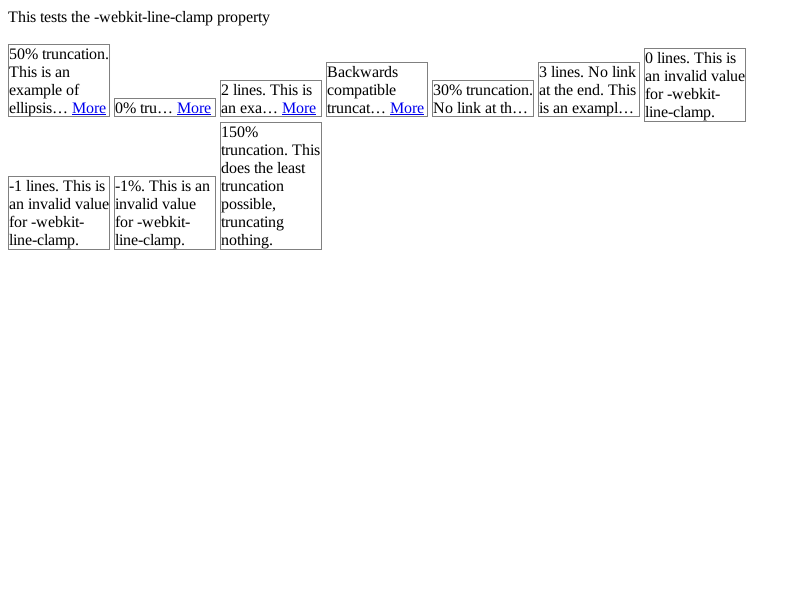 This tests the -webkit-line-clamp property
50% truncation.
This is an
example of
ellipsis… More
0% tru… More
2 lines. This is
an exa… More
Backwards
compatible
truncat… More
30% truncation.
No link at th…
3 lines. No link
at the end. This
is an exampl…
0 lines. This is
an invalid value
for -webkit-
line-clamp.
-1 lines. This is
an invalid value
for -webkit-
line-clamp.
-1%. This is an
invalid value
for -webkit-
line-clamp.
150%
truncation. This
does the least
truncation
possible,
truncating
nothing.